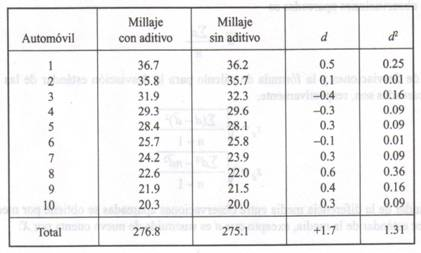 Millaje Millaje
Automóvil con aditivo sin aditivo d d²
1 36.7 36.2 0.5 0.25
2 35.8 35.7 0.1 0.01
3 31.9 32.3 –0.4 0.16
4 29.3 29.6 –0.3 0.09
5 28.4 28.1 0.3 0.09
6 25.7 25.8 –0.1 0.01
7 24.2 23.9 0.3 0.09
8 22.6 22.0 0.6 0.36
9 21.9 21.5 0.4 0.16
10 20.3 20.0 0.3 0.09
Total 276.8 275.1 +1.7 1.31